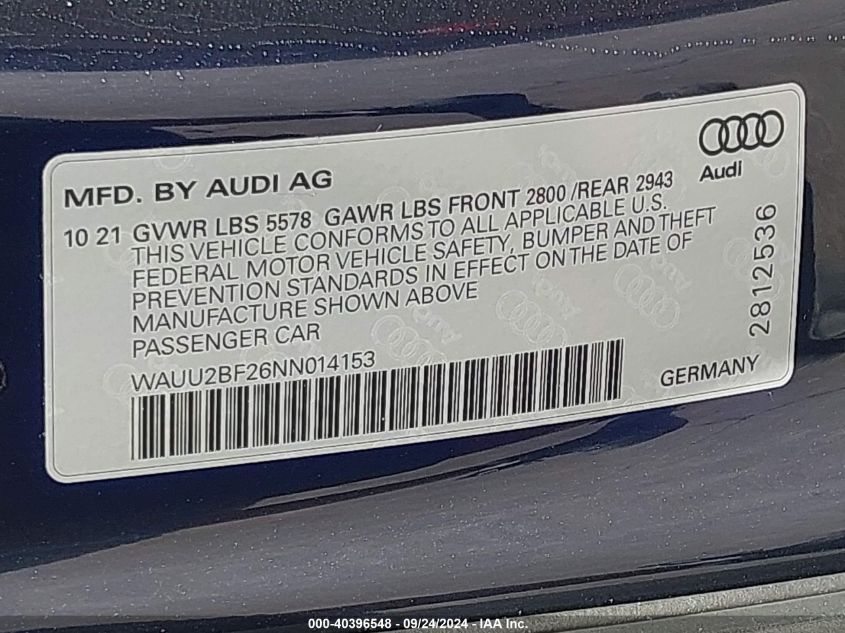 MFD. BY AUDI AG
Audi
10 21 GVWR LBS 5578 GAWR LBS FRONT 2800 /REAR 2943
THIS VEHICLE CONFORMS TO ALL APPLICABLE U.S.
FEDERAL MOTOR VEHICLE SAFETY, BUMPER AND THEFT
PREVENTION STANDARDS IN EFFECT ON THE DATE OF
MANUFACTURE SHOWN ABOVE
PASSENGER CAR
WAUU2BF26NN014153
GERMANY
2812536
000-40396548 - 09/24/2024 - IAA Inc.